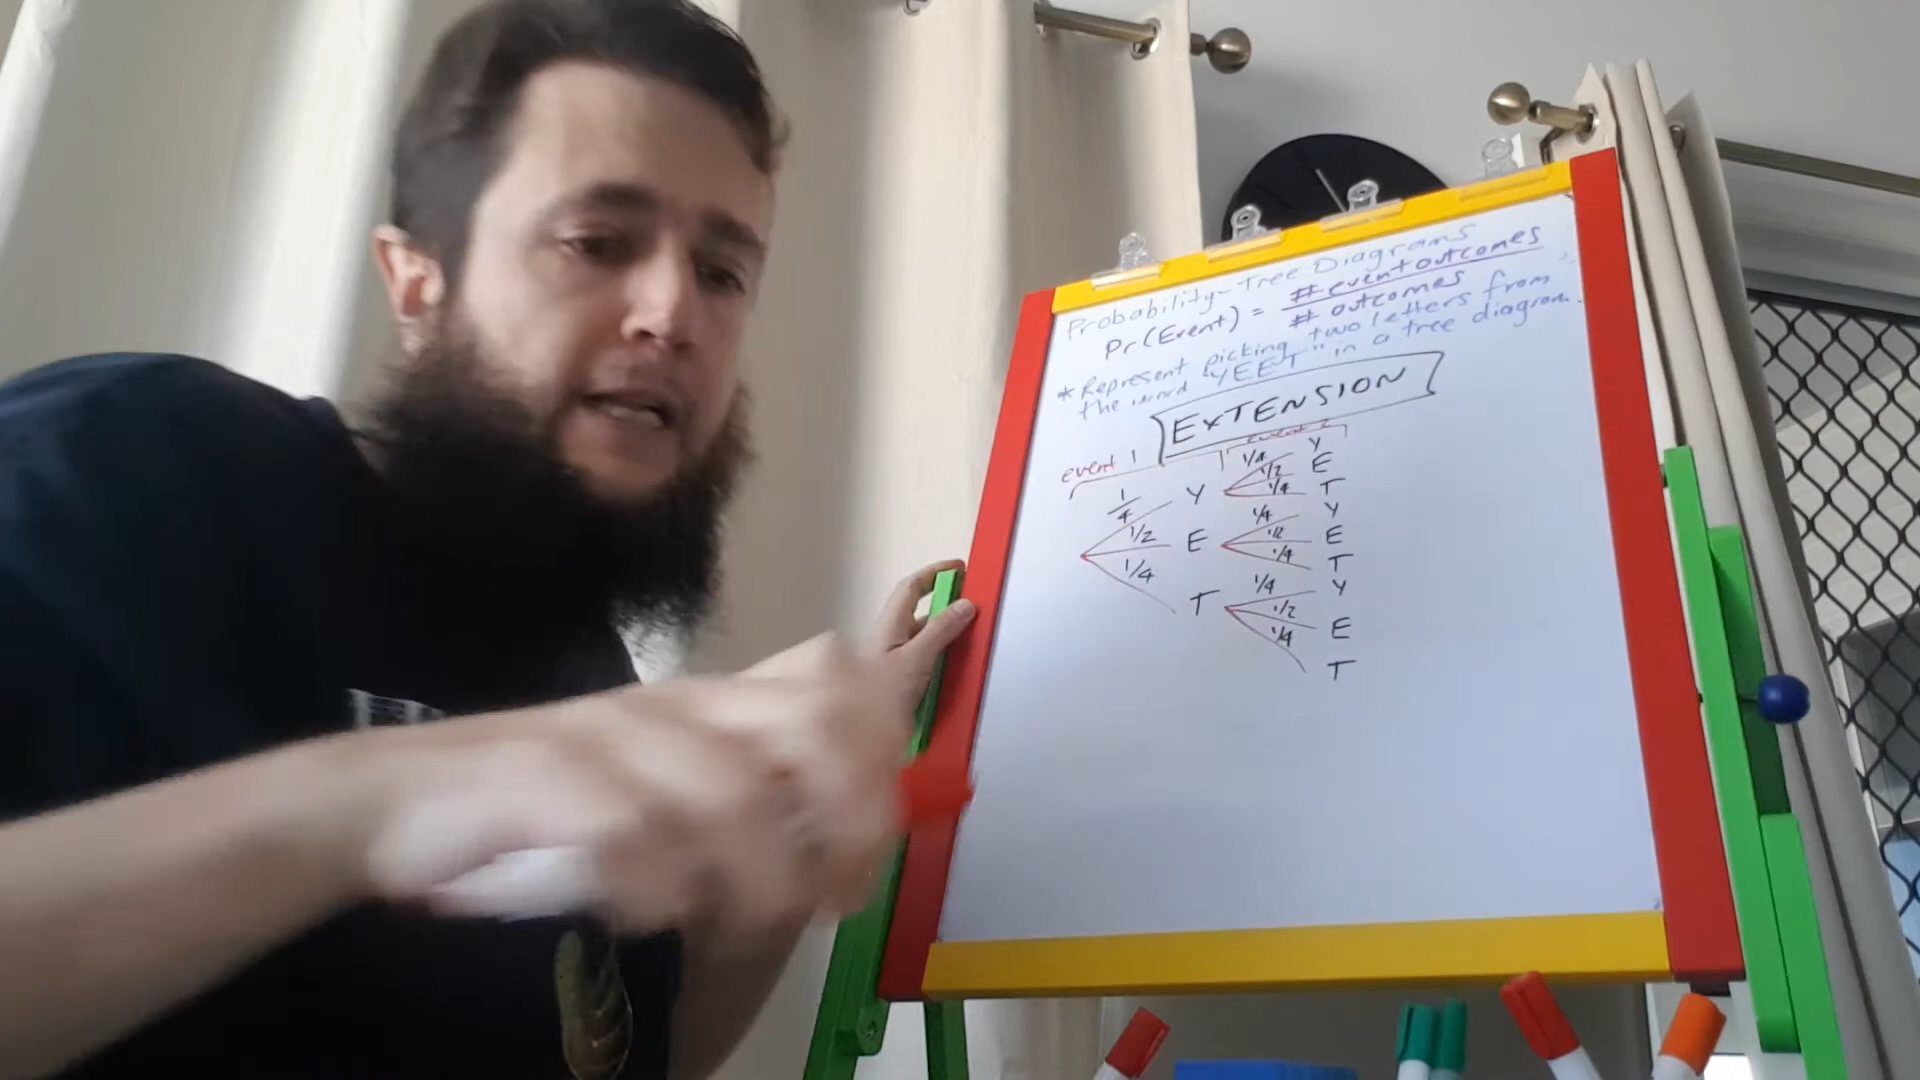 Probability-Tree Diagrams
Pr(Event) = # event outcomes
# outcomes
* Represent picking two letters from
the word "YEET" in a tree diagram.
EXTENSION
event 1 event 2
1/4 Y 1/4 Y
1/2 E
1/4 T
1/2 E 1/4 Y
1/2 E
1/4 T
1/4 T 1/4 Y
1/2 E
1/4 T